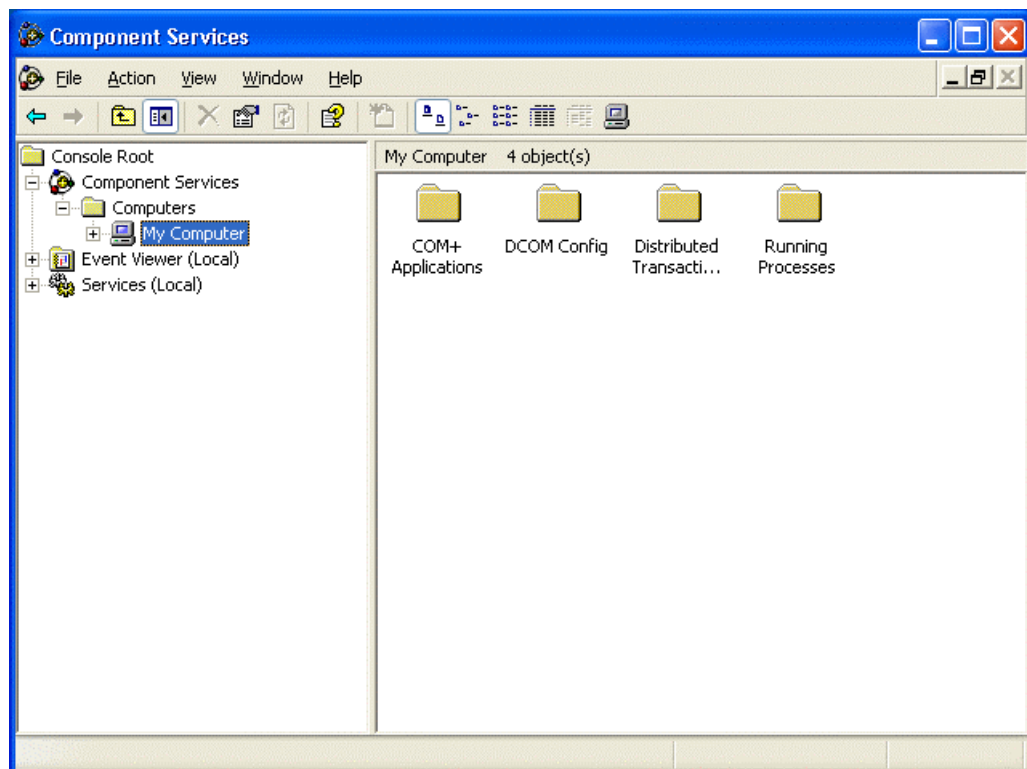 Component Services
File Action View Window Help
Console Root
Component Services
Computers
My Computer
Event Viewer (Local)
Services (Local)
My Computer 4 object(s)
COM+
Applications
DCOM Config
Distributed
Transacti...
Running
Processes